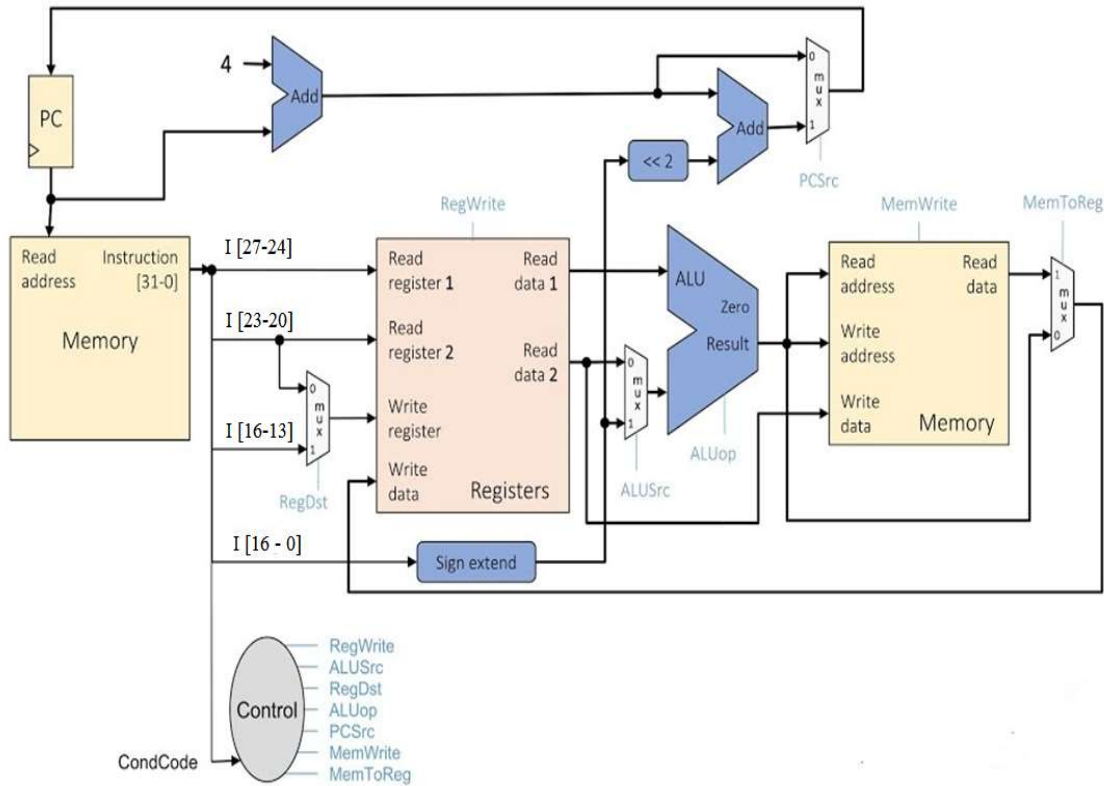 4
Add
0
mux
1
PC
Add
<< 2
PCSrc
RegWrite
MemWrite
MemToReg
Read
address
Instruction
[31-0]
Memory
I [27-24]
I [23-20]
0
mux
1
I [16-13]
RegDst
I [16 - 0]
Read
register 1
Read
data 1
Read
register 2
Read
data 2
Write
register
Write
data
Registers
Sign extend
0
mux
1
ALUSrc
ALU
Zero
Result
ALUop
Read
address
Read
data
Write
address
Write
data
Memory
1
mux
0
Control
CondCode
RegWrite
ALUSrc
RegDst
ALUop
PCSrc
MemWrite
MemToReg